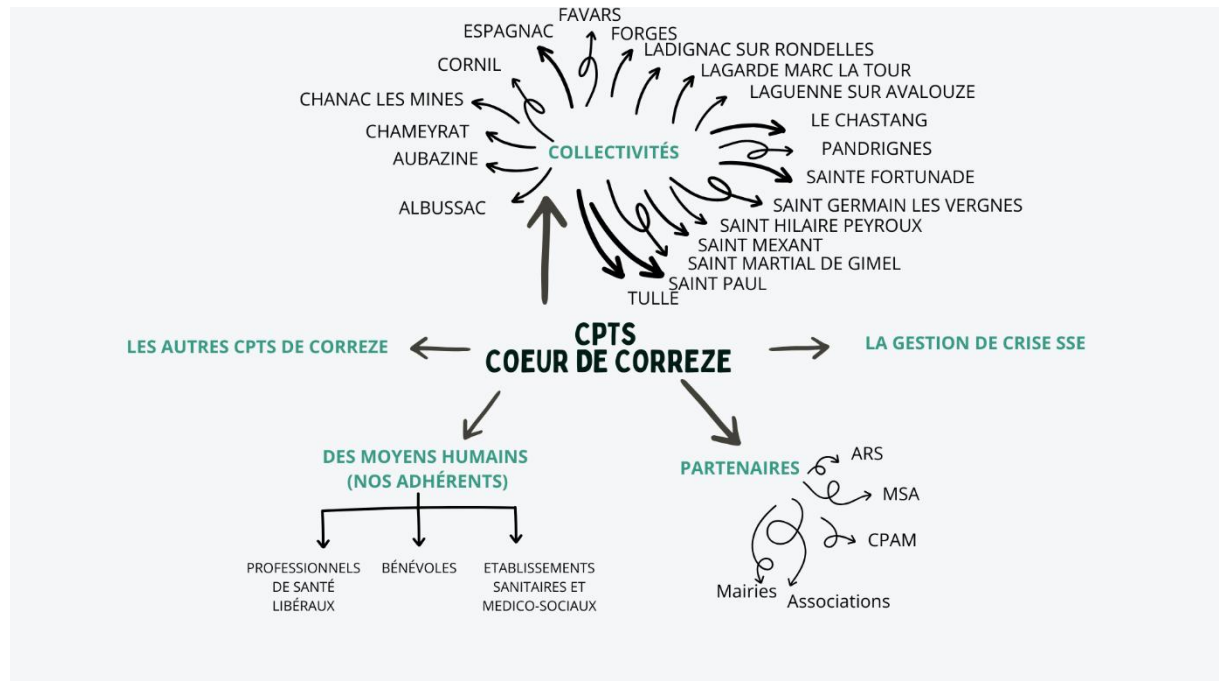 FAVARS
ESPAGNAC
FORGES
LADIGNAC SUR RONDELLES
CORNIL
LAGARDE MARC LA TOUR
LAGUENNE SUR AVALOUZE
CHANAC LES MINES
LE CHASTANG
CHAMEYRAT
COLLECTIVITÉS
PANDRIGNES
AUBAZINE
SAINTE FORTUNADE
ALBUSSAC
SAINT GERMAIN LES VERGNES
SAINT HILAIRE PEYROUX
SAINT MEXANT
SAINT MARTIAL DE GIMEL
SAINT PAUL
TULLE
CPTS
COEUR DE CORREZE
LES AUTRES CPTS DE CORREZE
LA GESTION DE CRISE SSE
DES MOYENS HUMAINS
(NOS ADHÉRENTS)
PROFESSIONNELS
DE SANTÉ
LIBÉRAUX
BÉNÉVOLES
ETABLISSEMENTS
SANITAIRES ET
MEDICO-SOCIAUX
PARTENAIRES
ARS
MSA
CPAM
Mairies
Associations